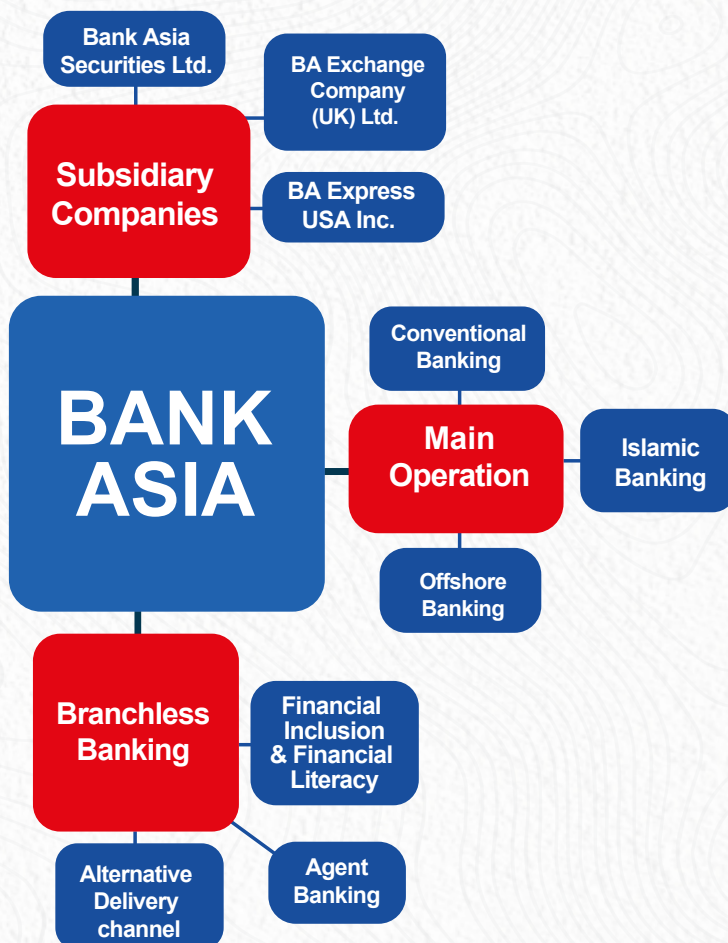 Bank Asia
Securities Ltd.
BA Exchange
Company
(UK) Ltd.
Subsidiary
Companies
BA Express
USA Inc.
BANK
ASIA
Conventional
Banking
Main
Operation
Islamic
Banking
Offshore
Banking
Branchless
Banking
Financial
Inclusion
& Financial
Literacy
Agent
Banking
Alternative
Delivery
channel